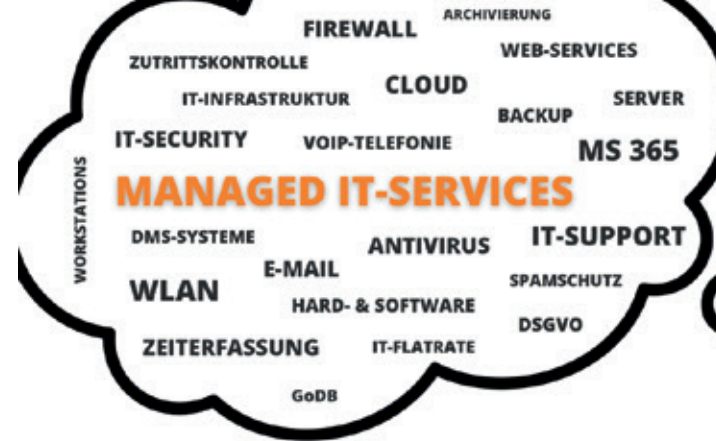 ARCHIVIERUNG
FIREWALL
WEB-SERVICES
ZUTRITTSKONTROLLE
CLOUD
IT-INFRASTRUKTUR
SERVER
BACKUP
IT-SECURITY
VOIP-TELEFONIE
MS 365
WORKSTATIONS
MANAGED IT-SERVICES
DMS-SYSTEME
ANTIVIRUS
IT-SUPPORT
E-MAIL
SPAMSCHUTZ
WLAN
HARD- & SOFTWARE
DSGVO
ZEITERFASSUNG
IT-FLATRATE
GoDB